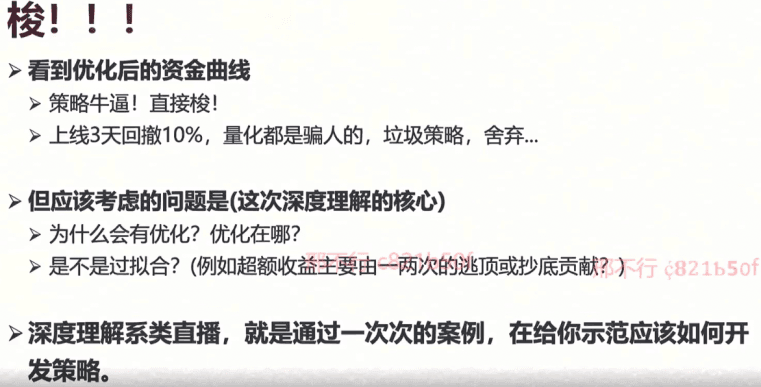 梭！！！
➢ 看到优化后的资金曲线
➢ 策略牛逼！直接梭！
➢ 上线3天回撤10%，量化都是骗人的，垃圾策略，舍弃...
➢ 但应该考虑的问题是(这次深度理解的核心)
➢ 为什么会有优化？优化在哪？
➢ 是不是过拟合？(例如超额收益主要由一两次的逃顶或抄底贡献？)
邢不行 c821b50f
邢不行 c821b50f
➢ 深度理解系类直播，就是通过一次次的案例，在给你示范应该如何开
发策略。